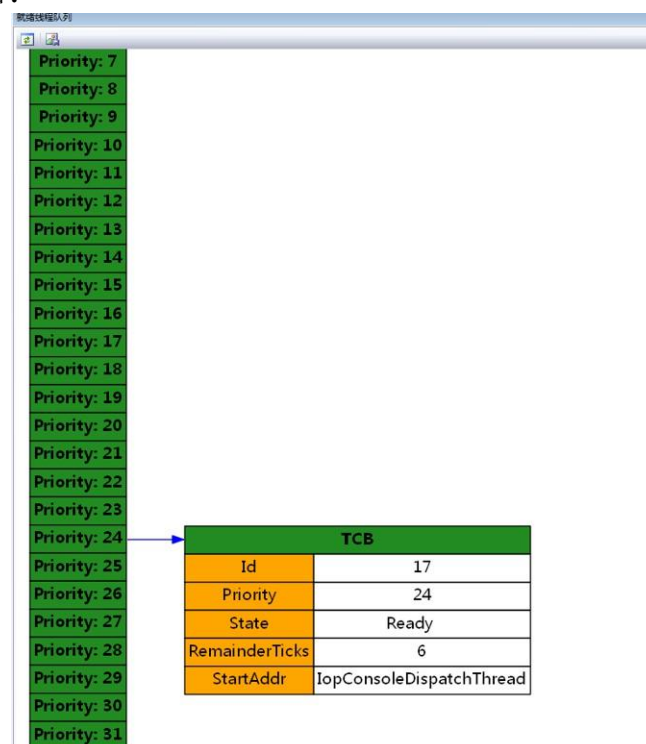 就绪线程队列
Priority: 7
Priority: 8
Priority: 9
Priority: 10
Priority: 11
Priority: 12
Priority: 13
Priority: 14
Priority: 15
Priority: 16
Priority: 17
Priority: 18
Priority: 19
Priority: 20
Priority: 21
Priority: 22
Priority: 23
Priority: 24
Priority: 25
Priority: 26
Priority: 27
Priority: 28
Priority: 29
Priority: 30
Priority: 31
TCB
Id 17
Priority 24
State Ready
RemainderTicks 6
StartAddr IopConsoleDispatchThread